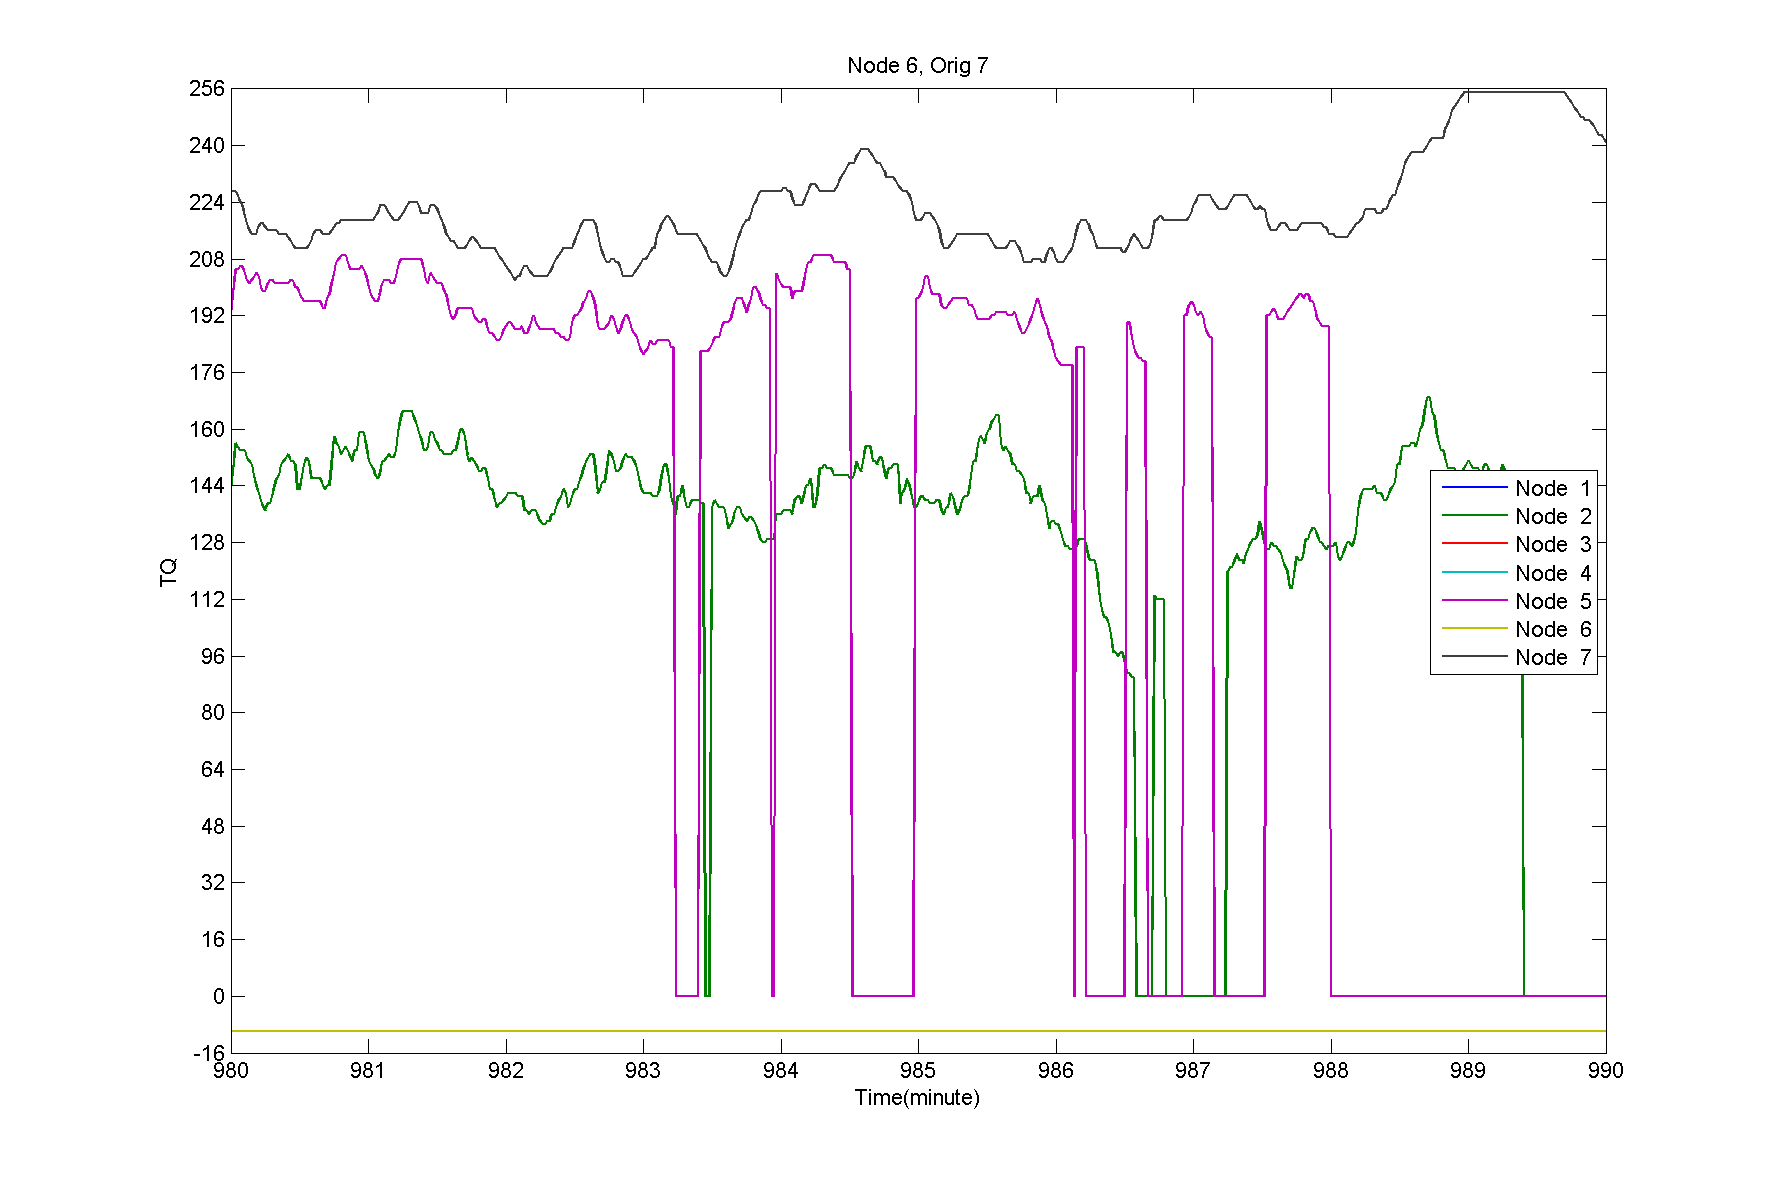 Node 6, Orig 7
256
240
224
208
192
176
160
144
128
112
96
80
64
48
32
16
0
-16
TQ
Node 1
Node 2
Node 3
Node 4
Node 5
Node 6
Node 7
980 981 982 983 984 985 986 987 988 989 990
Time(minute)